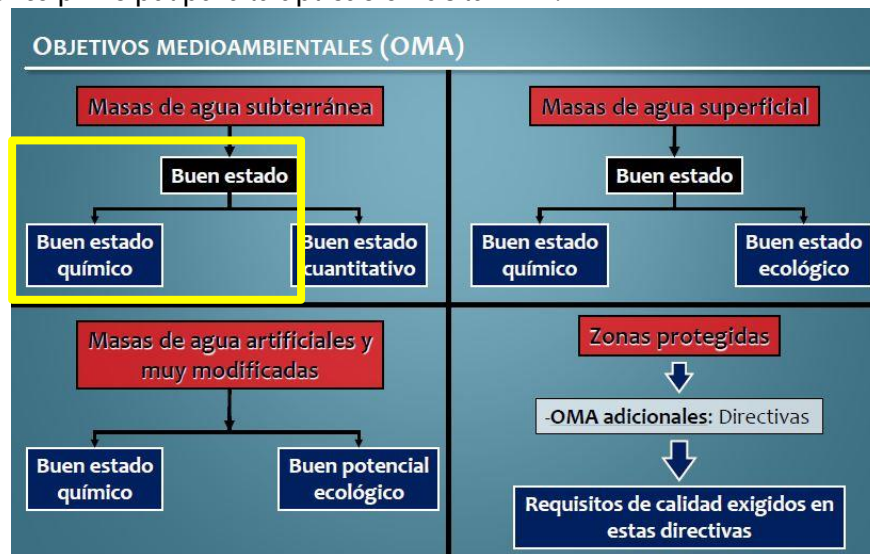 OBJETIVOS MEDIOAMBIENTALES (OMA)
Masas de agua subterránea
Buen estado
Buen estado
químico
Buen estado
cuantitativo
Masas de agua superficial
Buen estado
Buen estado
químico
Buen estado
ecológico
Masas de agua artificiales y
muy modificadas
Buen estado
químico
Buen potencial
ecológico
Zonas protegidas
-OMA adicionales: Directivas
Requisitos de calidad exigidos en
estas directivas